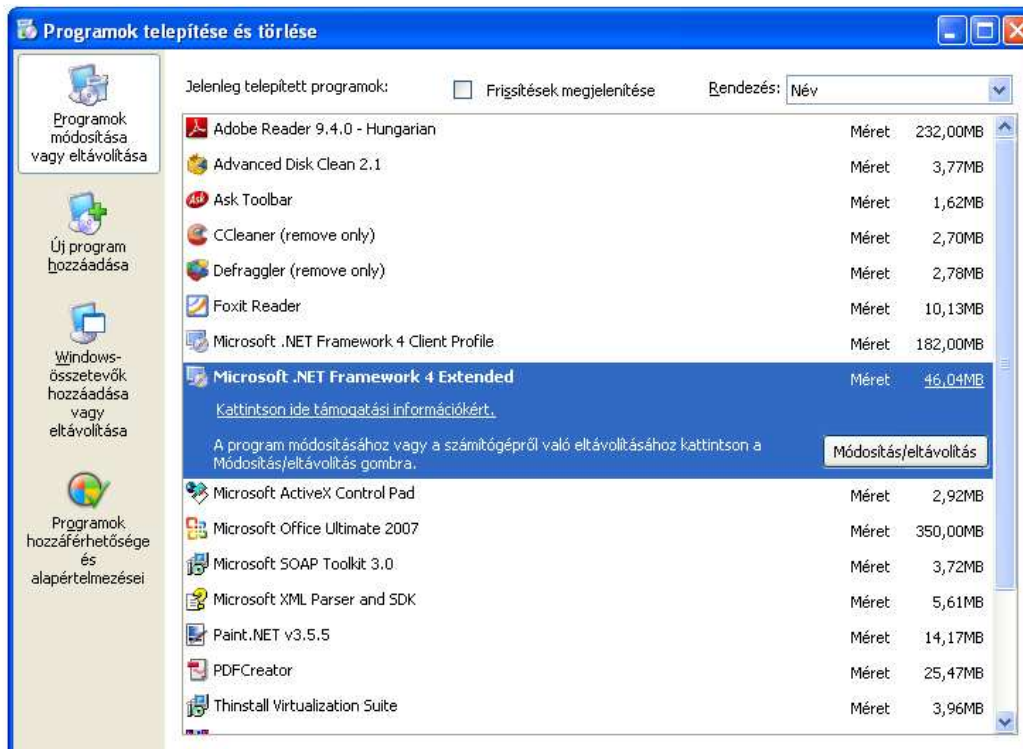 Programok telepítése és törlése
Programok
módosítása
vagy eltávolítása
Új program
hozzáadása
Windows-
összetevők
hozzáadása
vagy
eltávolítása
Programok
hozzáférhetősége
és
alapértelmezései
Jelenleg telepített programok: Frissítések megjelenítése Rendezés: Név
Adobe Reader 9.4.0 - Hungarian Méret 232,00MB
Advanced Disk Clean 2.1 Méret 3,77MB
Ask Toolbar Méret 1,62MB
CCleaner (remove only) Méret 2,70MB
Defraggler (remove only) Méret 2,78MB
Foxit Reader Méret 10,13MB
Microsoft .NET Framework 4 Client Profile Méret 182,00MB
Microsoft .NET Framework 4 Extended Méret 46,04MB
Kattintson ide támogatási információkért.
A program módosításához vagy a számítógépről való eltávolításához kattintson a
Módosítás/eltávolítás gombra.
Módosítás/eltávolítás
Microsoft ActiveX Control Pad Méret 2,92MB
Microsoft Office Ultimate 2007 Méret 350,00MB
Microsoft SOAP Toolkit 3.0 Méret 3,72MB
Microsoft XML Parser and SDK Méret 5,61MB
Paint.NET v3.5.5 Méret 14,17MB
PDFCreator Méret 25,47MB
Thinstall Virtualization Suite Méret 3,96MB